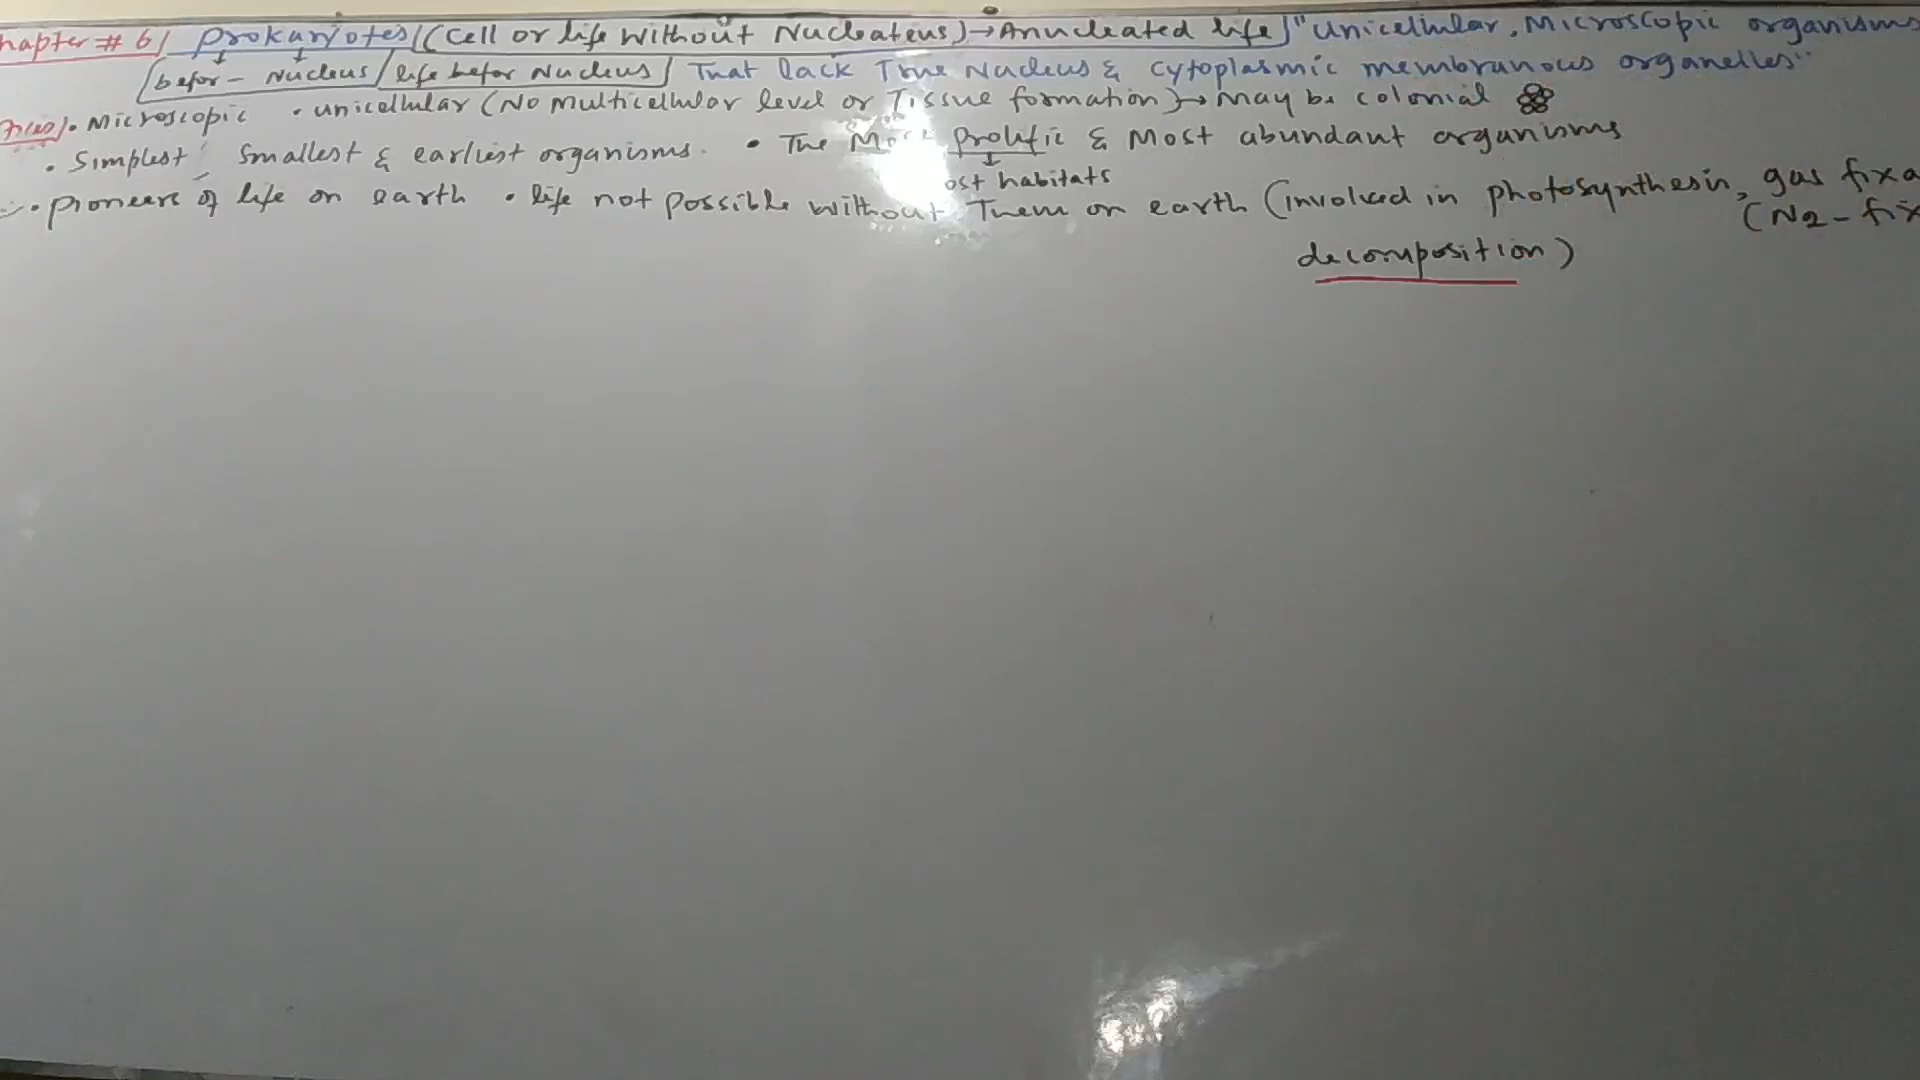 hapter # 6/ Prokaryotes/(Cell or life Without Nucleateus)→Anucleated life/"Unicellular, Microscopic organisms
/befor - Nucleus/life befor Nucleus/ That lack True Nucleus & cytoplasmic membranous organelles"
• Microscopic • unicellular (No Multicellular level or Tissue formation)→ May be colonial
• Simplest, Smallest & earliest organisms. • The Most Prolific & Most abundant organisms
ost habitats
• Pioneers of life on earth • life not possible without Them on earth (involved in photosynthesis, gas fixa
(N2 - fix
decomposition)